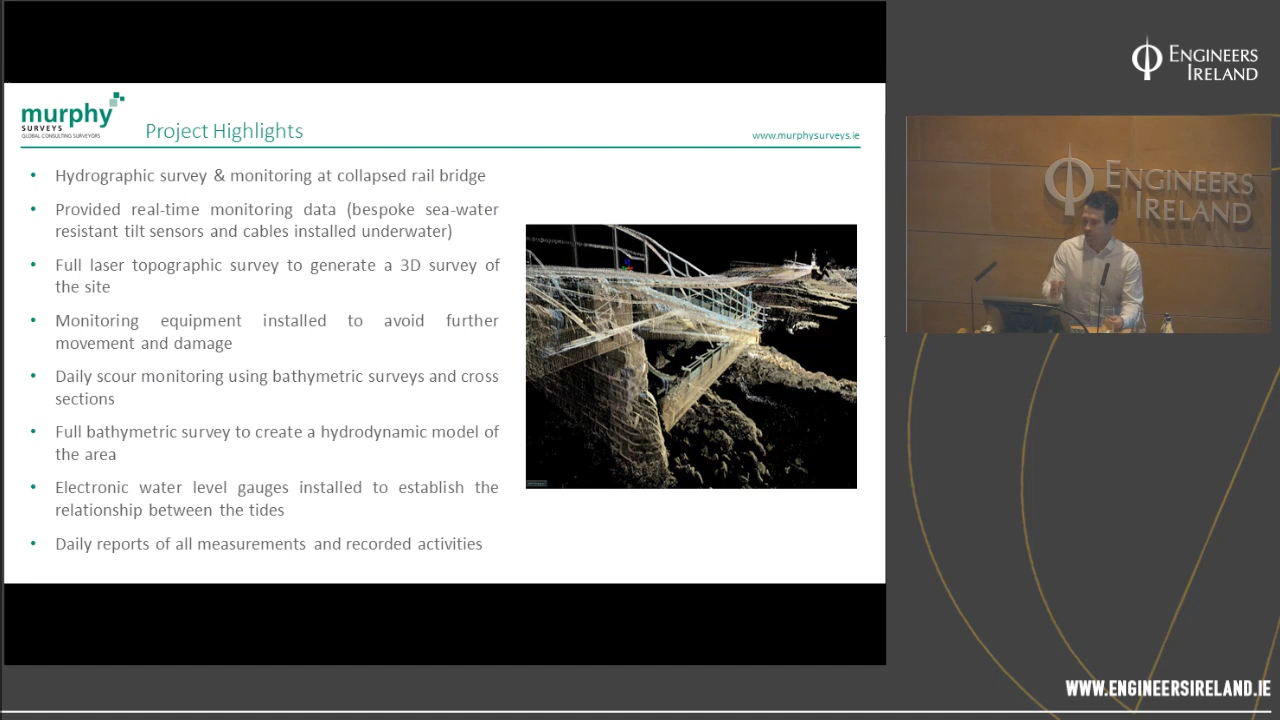 murphy
SURVEYS
GLOBAL CONSULTING SURVEYORS
Project Highlights
www.murphysurveys.ie
• Hydrographic survey & monitoring at collapsed rail bridge
• Provided real-time monitoring data (bespoke sea-water
resistant tilt sensors and cables installed underwater)
• Full laser topographic survey to generate a 3D survey of
the site
• Monitoring equipment installed to avoid further
movement and damage
• Daily scour monitoring using bathymetric surveys and cross
sections
• Full bathymetric survey to create a hydrodynamic model of
the area
• Electronic water level gauges installed to establish the
relationship between the tides
• Daily reports of all measurements and recorded activities
ENGINEERS
IRELAND
ENGINEERS
IRELAND
WWW.ENGINEERSIRELAND.IE